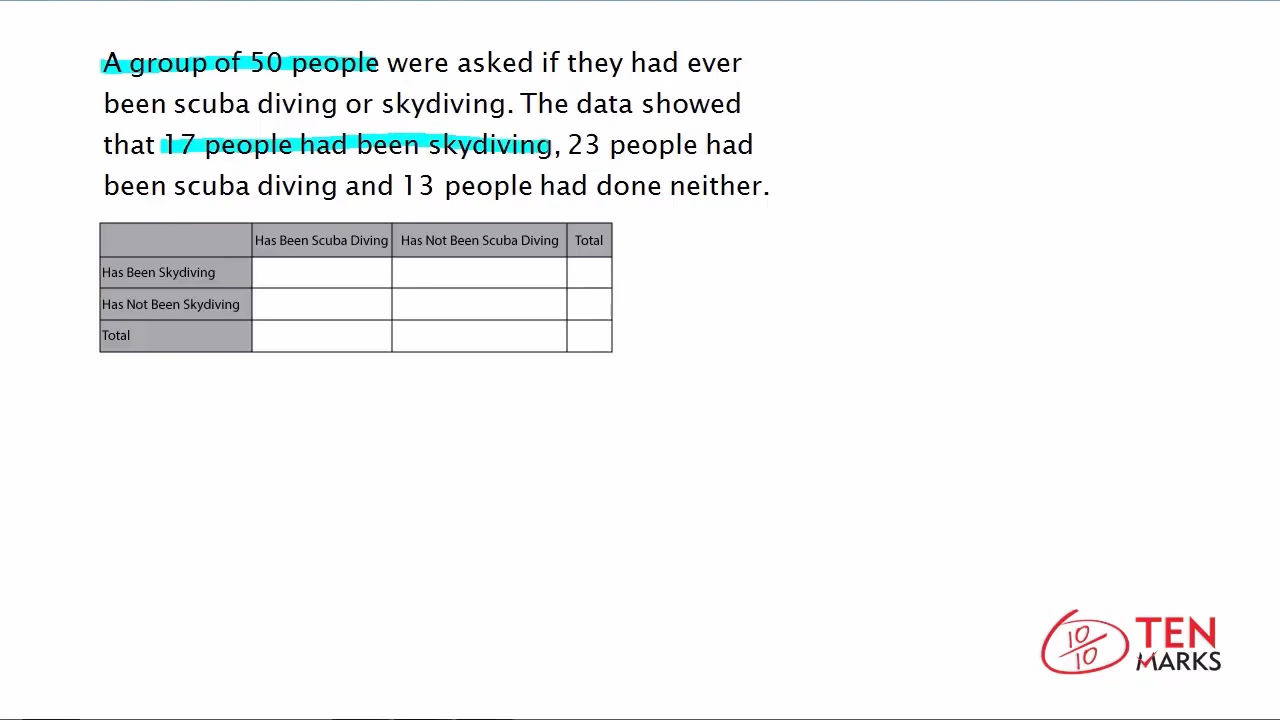 A group of 50 people were asked if they had ever
been scuba diving or skydiving. The data showed
that 17 people had been skydiving, 23 people had
been scuba diving and 13 people had done neither.
Has Been Scuba Diving Has Not Been Scuba Diving Total
Has Been Skydiving
Has Not Been Skydiving
Total
10/10
TEN
MARKS